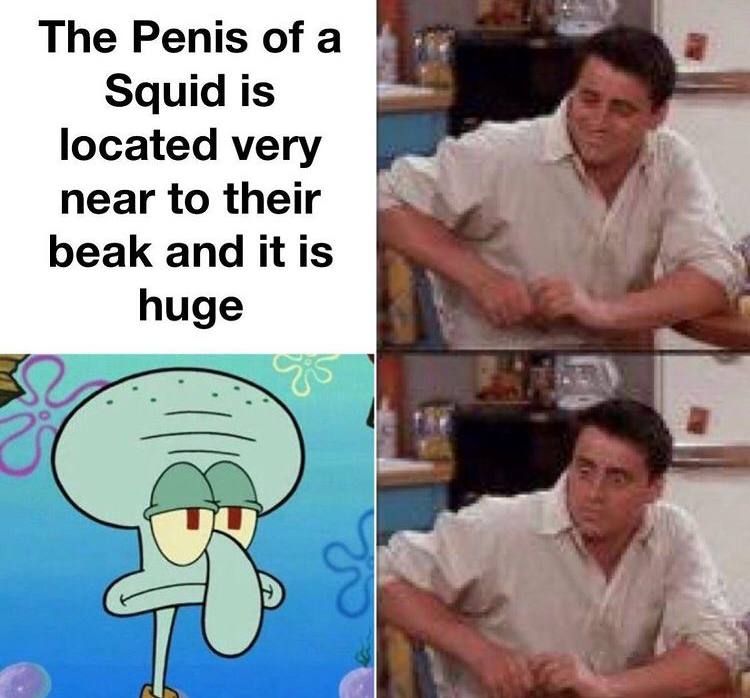 The Penis of a
Squid is
located very
near to their
beak and it is
huge